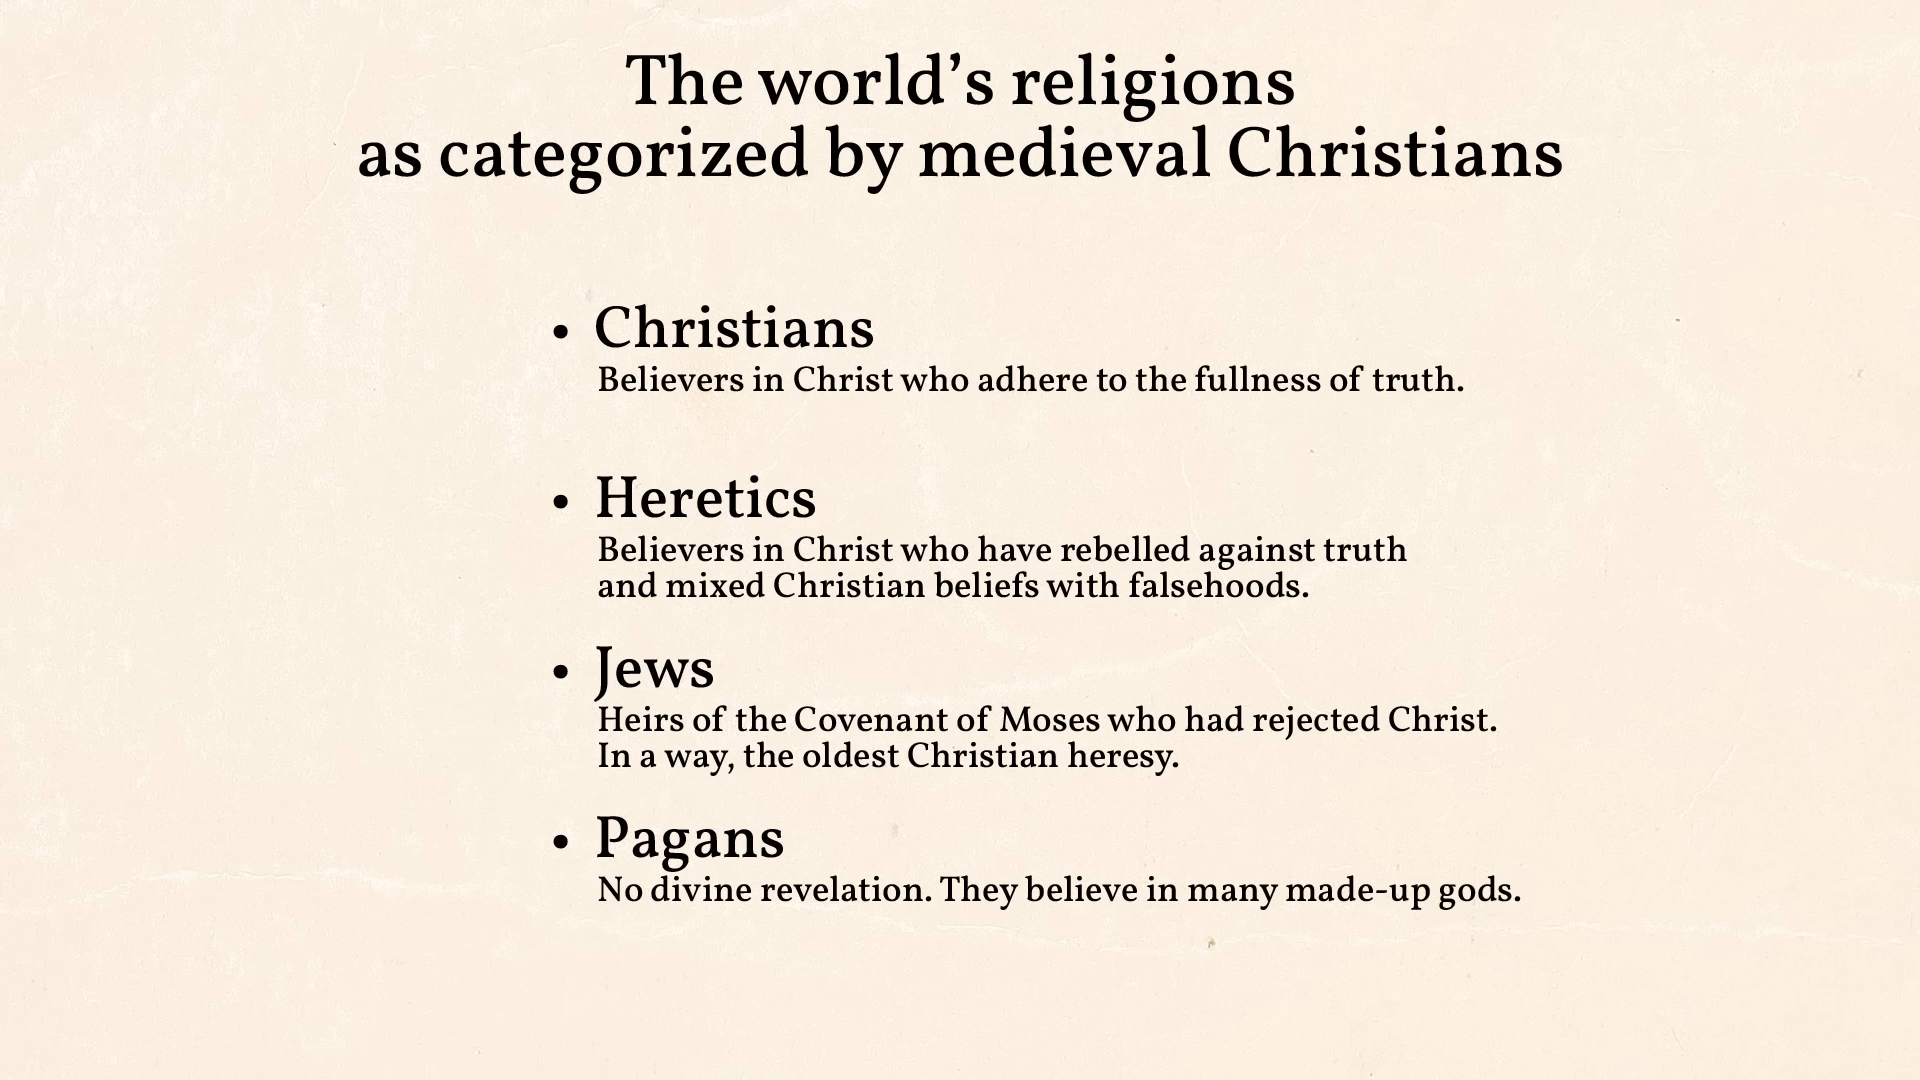 The world’s religions
as categorized by medieval Christians
• Christians
Believers in Christ who adhere to the fullness of truth.
• Heretics
Believers in Christ who have rebelled against truth
and mixed Christian beliefs with falsehoods.
• Jews
Heirs of the Covenant of Moses who had rejected Christ.
In a way, the oldest Christian heresy.
• Pagans
No divine revelation. They believe in many made-up gods.